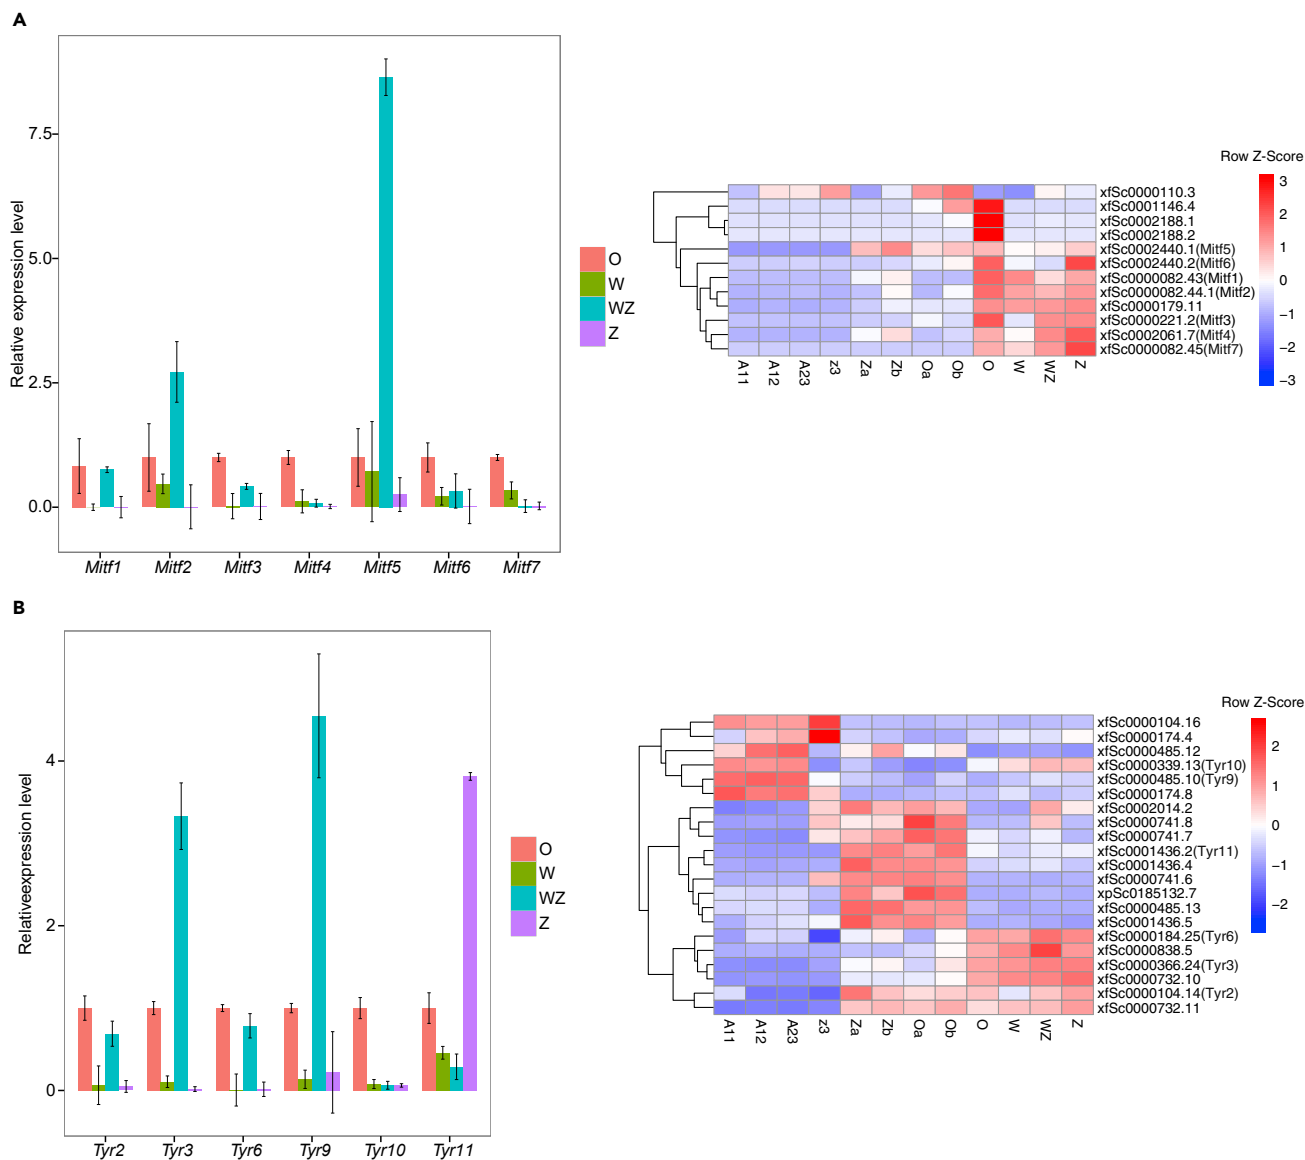 A
Relative expression level
7.5
5.0
2.5
0.0
Mitf1 Mitf2 Mitf3 Mitf4 Mitf5 Mitf6 Mitf7
O
W
WZ
Z
Row Z-Score
3
2
1
0
−1
−2
−3
xfSc0000110.3
xfSc0001146.4
xfSc0002188.1
xfSc0002188.2
xfSc0002440.1(Mitf5)
xfSc0002440.2(Mitf6)
xfSc0000082.43(Mitf1)
xfSc0000082.44.1(Mitf2)
xfSc0000179.11
xfSc0000221.2(Mitf3)
xfSc0002061.7(Mitf4)
xfSc0000082.45(Mitf7)
A11 A12 A23 z3 Za Zb Oa Ob O W WZ Z
B
Relativeexpression level
4
2
0
Tyr2 Tyr3 Tyr6 Tyr9 Tyr10 Tyr11
O
W
WZ
Z
Row Z-Score
2
1
0
−1
−2
xfSc0000104.16
xfSc0000174.4
xfSc0000485.12
xfSc0000339.13(Tyr10)
xfSc0000485.10(Tyr9)
xfSc0000174.8
xfSc0002014.2
xfSc0000741.8
xfSc0000741.7
xfSc0001436.2(Tyr11)
xfSc0001436.4
xfSc0000741.6
xpSc0185132.7
xfSc0000485.13
xfSc0001436.5
xfSc0000184.25(Tyr6)
xfSc0000838.5
xfSc0000366.24(Tyr3)
xfSc0000732.10
xfSc0000104.14(Tyr2)
xfSc0000732.11
A11 A12 A23 z3 Za Zb Oa Ob O W WZ Z